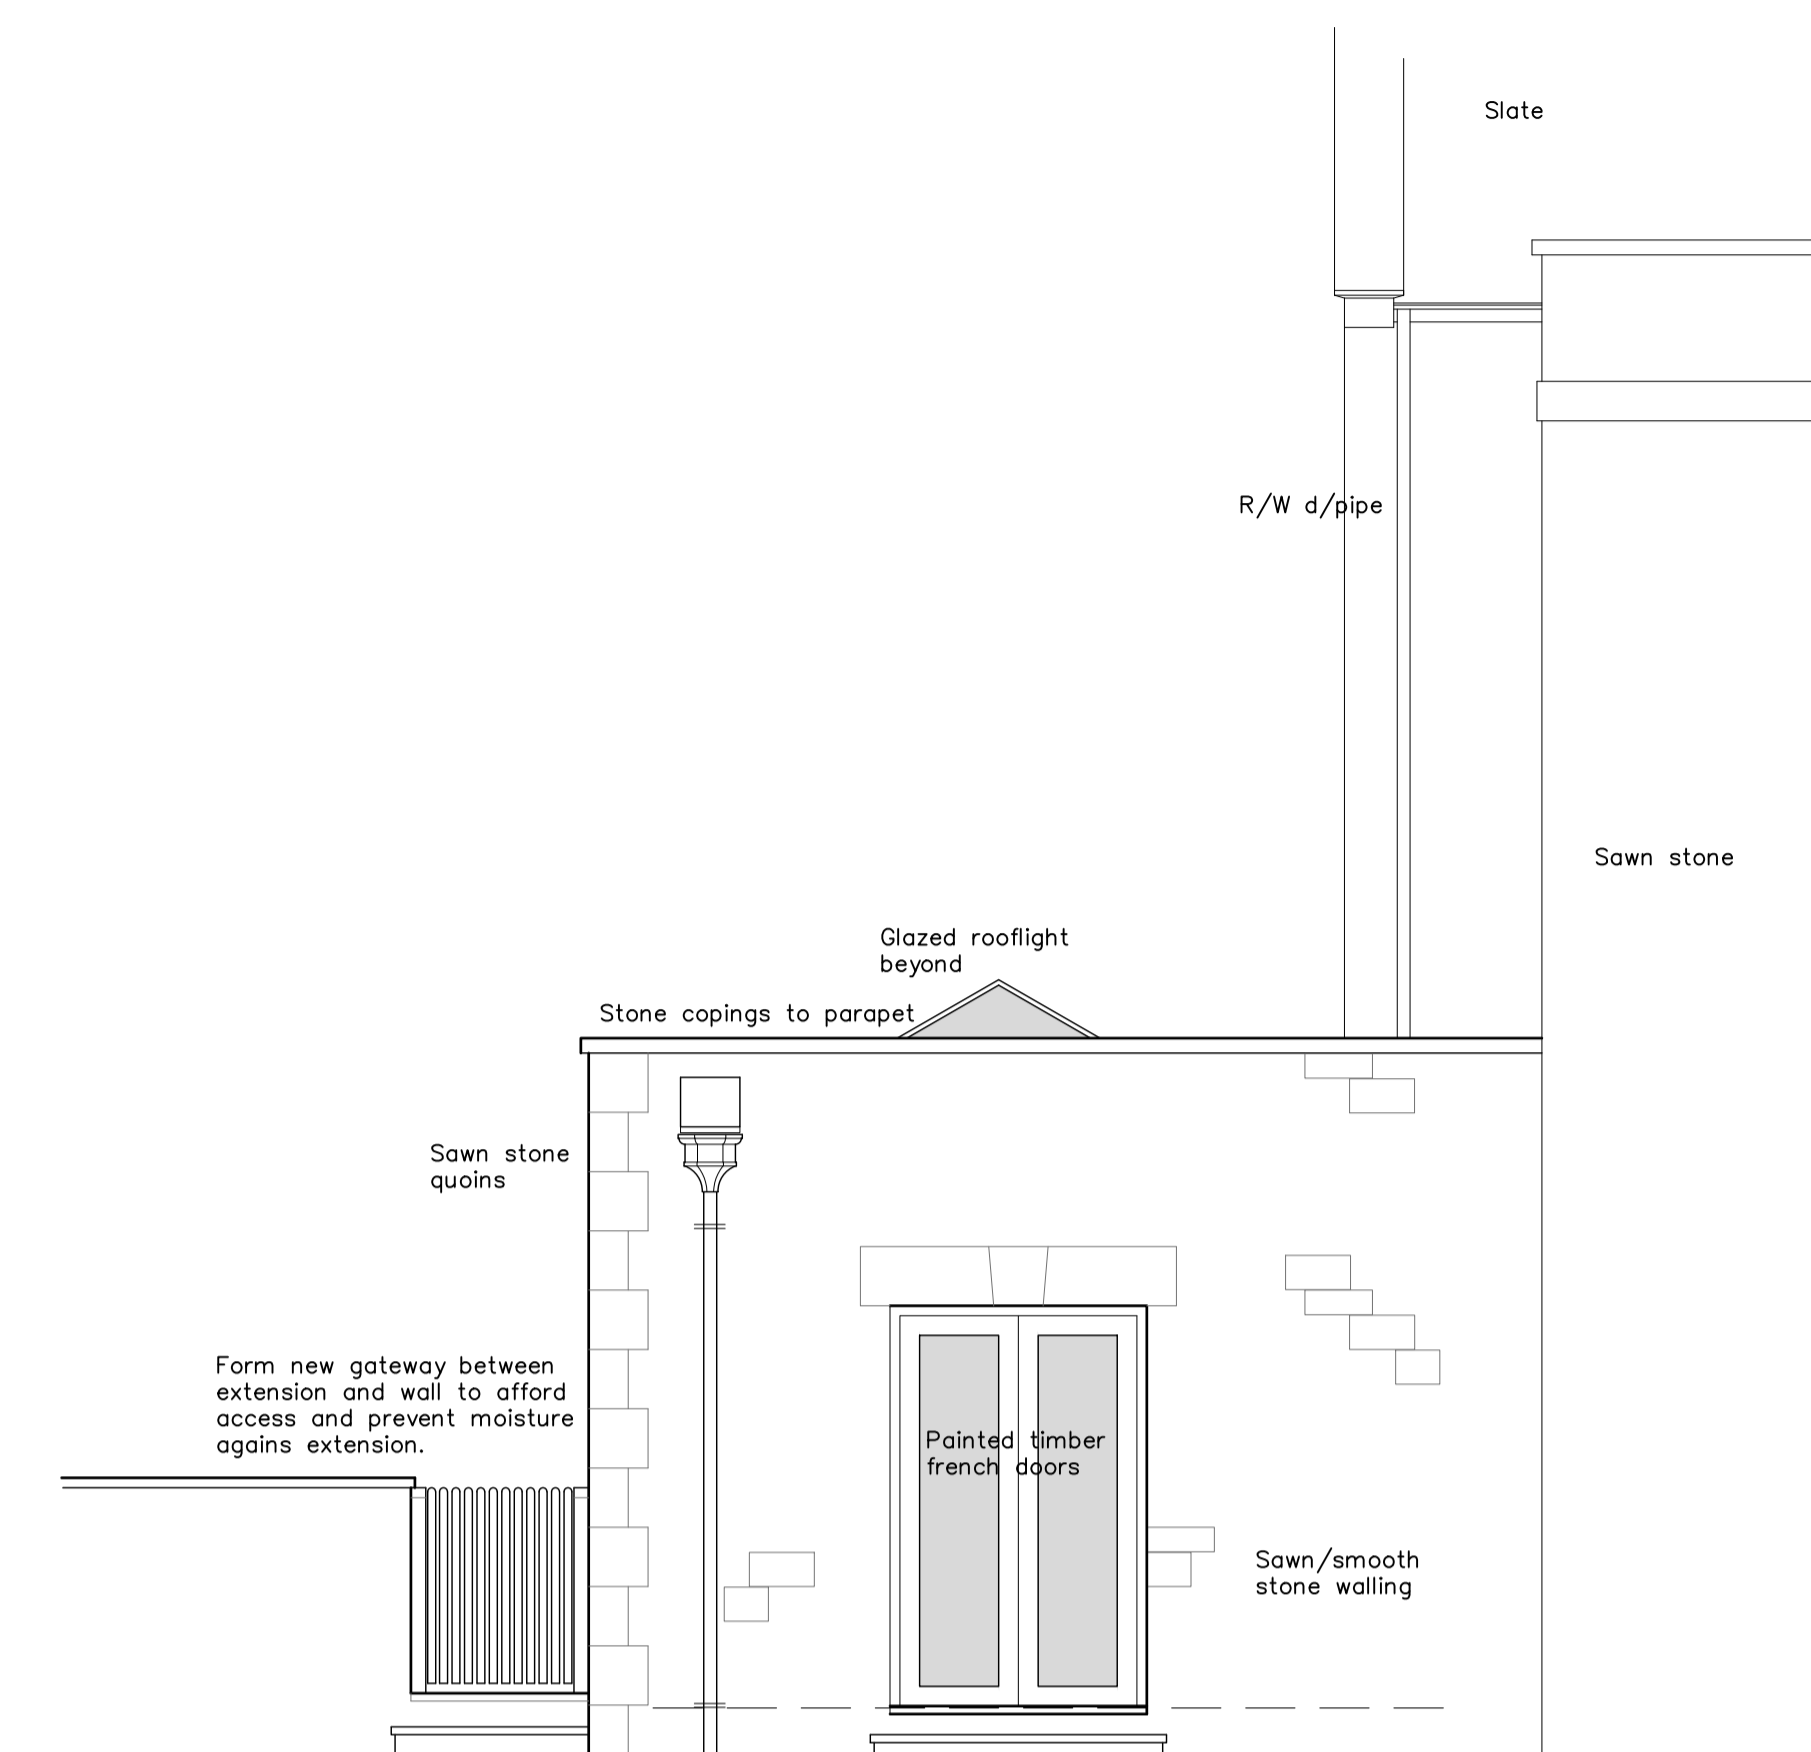 Slate
R/W d/pipe
Sawn stone
Glazed rooflight
beyond
Stone copings to parapet
Sawn stone
quoins
Form new gateway between
extension and wall to afford
access and prevent moisture
agains extension.
Painted timber
french doors
Sawn/smooth
stone walling